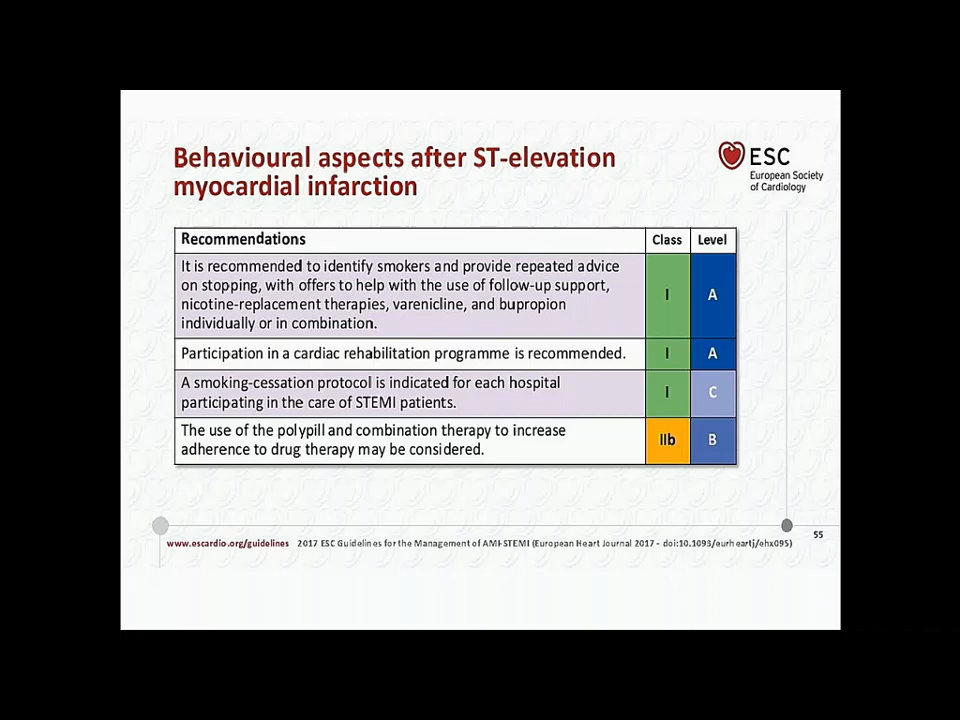 Behavioural aspects after ST-elevation
myocardial infarction
ESC
European Society
of Cardiology
Recommendations Class Level
It is recommended to identify smokers and provide repeated advice
on stopping, with offers to help with the use of follow-up support,
nicotine-replacement therapies, varenicline, and bupropion
individually or in combination.
I A
Participation in a cardiac rehabilitation programme is recommended. I A
A smoking-cessation protocol is indicated for each hospital
participating in the care of STEMI patients.
I C
The use of the polypill and combination therapy to increase
adherence to drug therapy may be considered.
IIb B
www.escardio.org/guidelines 2017 ESC Guidelines for the Management of AMI-STEMI (European Heart Journal 2017 - doi:10.1093/eurheartj/ehx095)
55